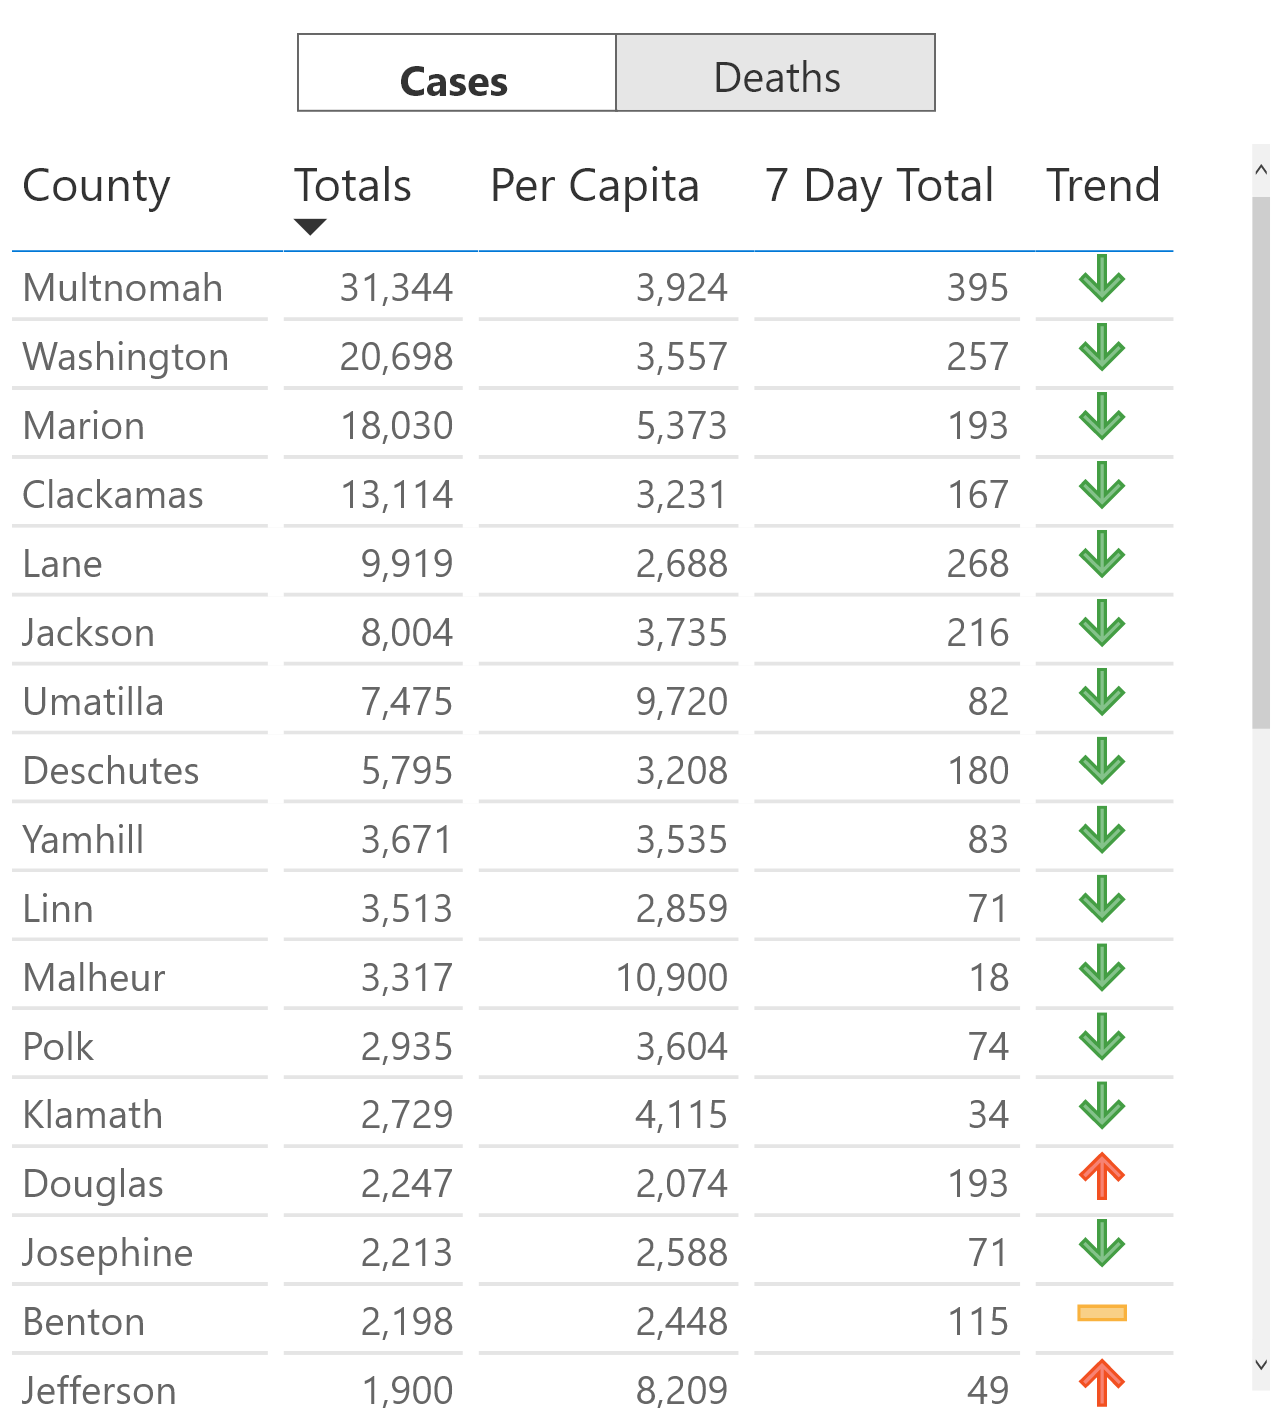 Cases Deaths
County Totals Per Capita 7 Day Total Trend
Multnomah 31,344 3,924 395
Washington 20,698 3,557 257
Marion 18,030 5,373 193
Clackamas 13,114 3,231 167
Lane 9,919 2,688 268
Jackson 8,004 3,735 216
Umatilla 7,475 9,720 82
Deschutes 5,795 3,208 180
Yamhill 3,671 3,535 83
Linn 3,513 2,859 71
Malheur 3,317 10,900 18
Polk 2,935 3,604 74
Klamath 2,729 4,115 34
Douglas 2,247 2,074 193
Josephine 2,213 2,588 71
Benton 2,198 2,448 115
Jefferson 1,900 8,209 49